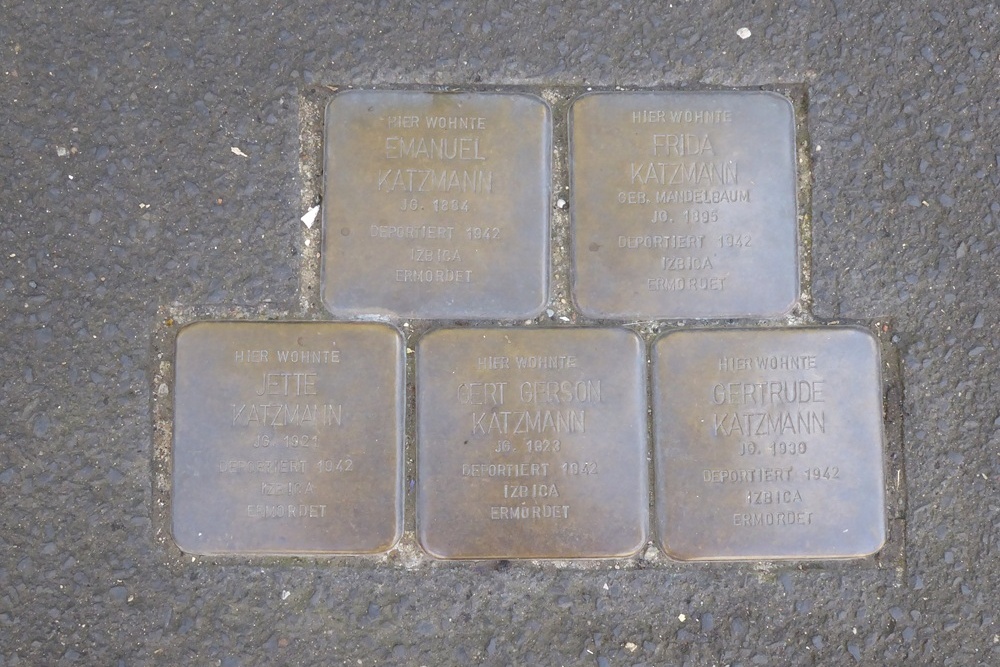 HIER WOHNTE
EMANUEL
KATZMANN
JG. 1884
DEPORTIERT 1942
IZBICA
ERMORDET
HIER WOHNTE
FRIDA
KATZMANN
GEB. MANDELBAUM
JG. 1895
DEPORTIERT 1942
IZBICA
ERMORDET
HIER WOHNTE
JETTE
KATZMANN
JG. 1921
DEPORTIERT 1942
IZBICA
ERMORDET
HIER WOHNTE
GERT GERSON
KATZMANN
JG. 1923
DEPORTIERT 1942
IZBICA
ERMORDET
HIER WOHNTE
GERTRUDE
KATZMANN
JG. 1930
DEPORTIERT 1942
IZBICA
ERMORDET